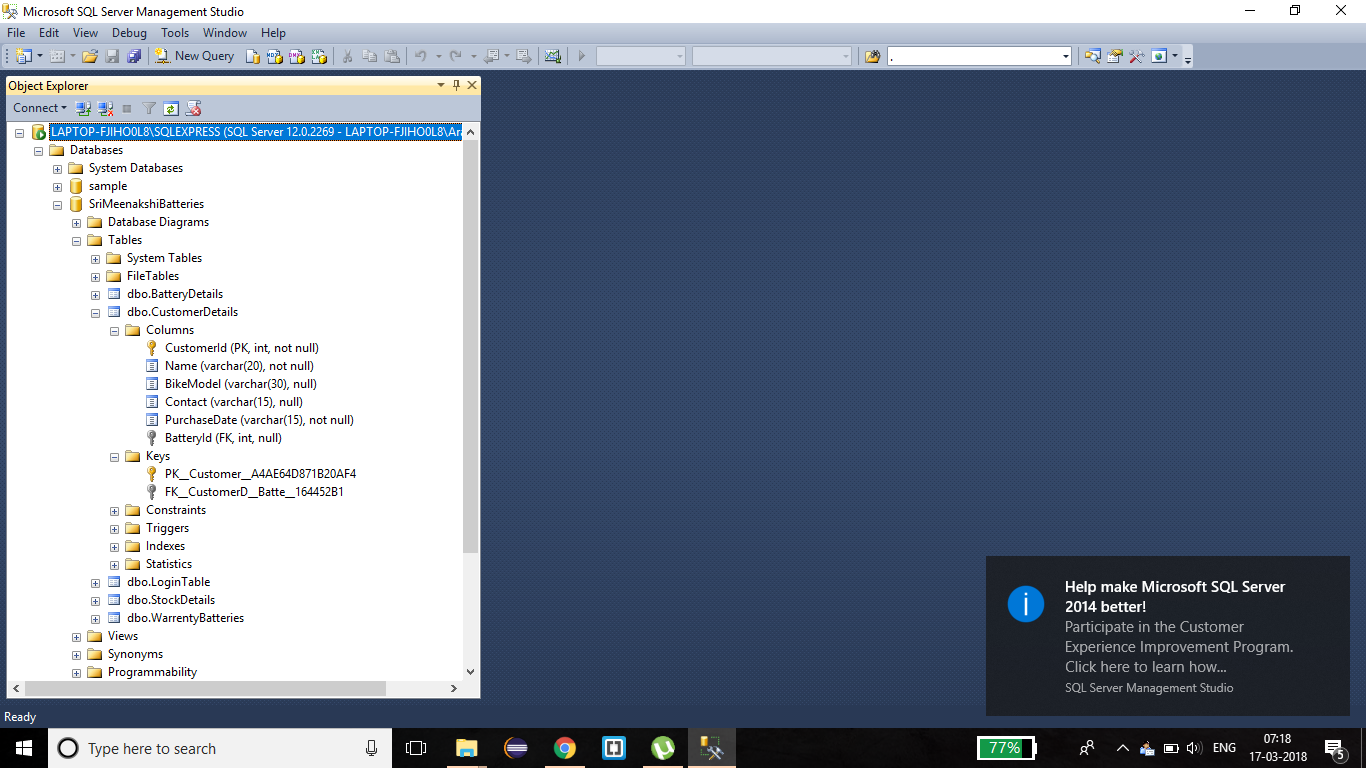 Microsoft SQL Server Management Studio
File Edit View Debug Tools Window Help
New Query
.
Object Explorer
Connect
LAPTOP-FJIHO0L8\SQLEXPRESS (SQL Server 12.0.2269 - LAPTOP-FJIHO0L8\Ar
Databases
System Databases
sample
SriMeenakshiBatteries
Database Diagrams
Tables
System Tables
FileTables
dbo.BatteryDetails
dbo.CustomerDetails
Columns
CustomerId (PK, int, not null)
Name (varchar(20), not null)
BikeModel (varchar(30), null)
Contact (varchar(15), null)
PurchaseDate (varchar(15), not null)
BatteryId (FK, int, null)
Keys
PK__Customer__A4AE64D871B20AF4
FK__CustomerD__Batte__164452B1
Constraints
Triggers
Indexes
Statistics
dbo.LoginTable
dbo.StockDetails
dbo.WarrentyBatteries
Views
Synonyms
Programmability
Help make Microsoft SQL Server
2014 better!
Participate in the Customer
Experience Improvement Program.
Click here to learn how...
SQL Server Management Studio
Ready
Type here to search
77%
ENG
07:18
17-03-2018
5